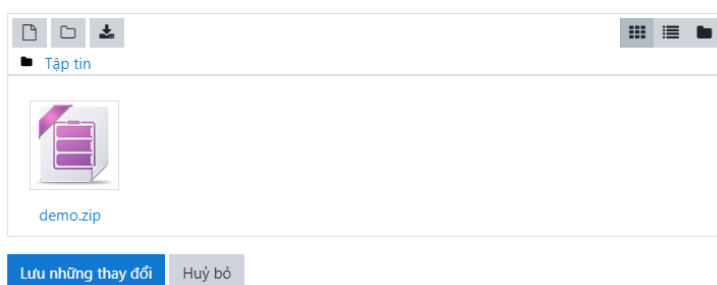 Tập tin
demo.zip
Lưu những thay đổi
Huỷ bỏ